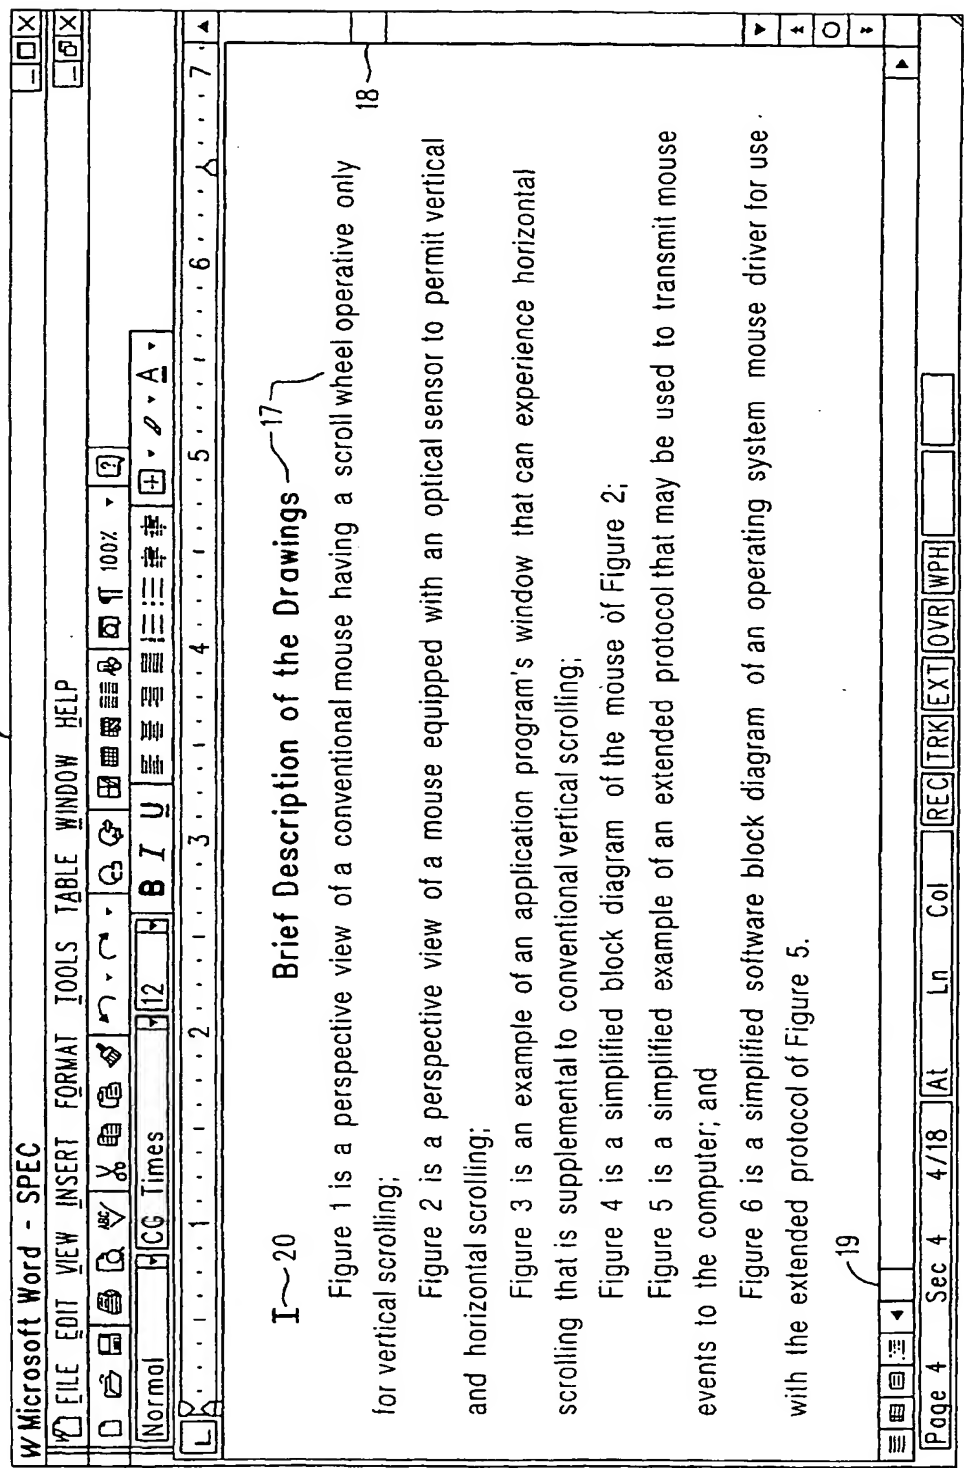 W Microsoft Word - SPEC
FILE EDIT VIEW INSERT FORMAT TOOLS TABLE WINDOW HELP
ABC 100% ?
Normal CG Times 12 B I U A
L 1 2 3 4 5 6 7
I 20
Brief Description of the Drawings 17
Figure 1 is a perspective view of a conventional mouse having a scroll wheel operative only
for vertical scrolling;
18
Figure 2 is a perspective view of a mouse equipped with an optical sensor to permit vertical
and horizontal scrolling;
Figure 3 is an example of an application program's window that can experience horizontal
scrolling that is supplemental to conventional vertical scrolling;
Figure 4 is a simplified block diagram of the mouse of Figure 2;
Figure 5 is a simplified example of an extended protocol that may be used to transmit mouse
events to the computer; and
Figure 6 is a simplified software block diagram of an operating system mouse driver for use
with the extended protocol of Figure 5.
19
Page 4 Sec 4 4/18 At Ln Col REC TRK EXT OVR WPH